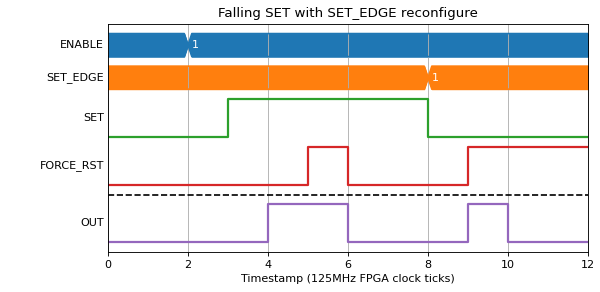 Falling SET with SET_EDGE reconfigure
ENABLE 1
SET_EDGE 1
SET
FORCE_RST
OUT
0 2 4 6 8 10 12
Timestamp (125MHz FPGA clock ticks)